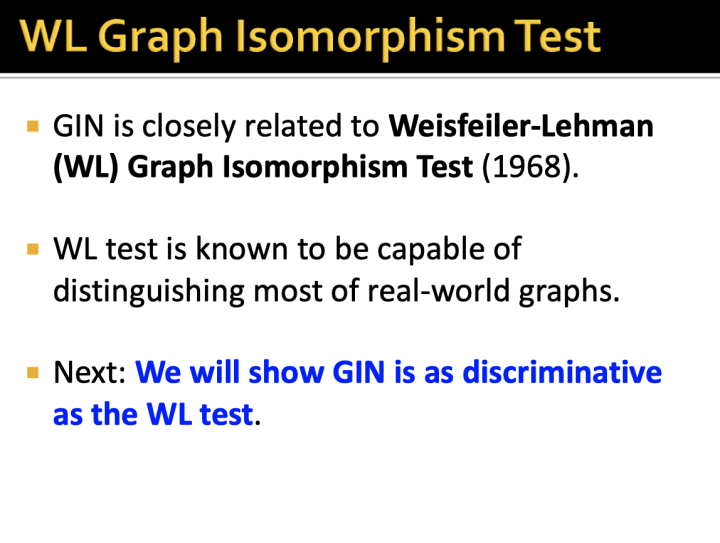 WL Graph Isomorphism Test
GIN is closely related to Weisfeiler-Lehman
(WL) Graph Isomorphism Test (1968).
WL test is known to be capable of
distinguishing most of real-world graphs.
Next: We will show GIN is as discriminative
as the WL test.